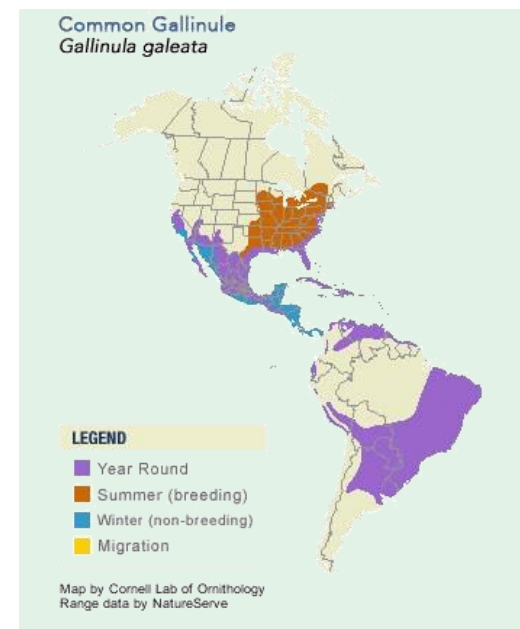 Common Gallinule
Gallinula galeata
LEGEND
Year Round
Summer (breeding)
Winter (non-breeding)
Migration
Map by Cornell Lab of Ornithology
Range data by NatureServe